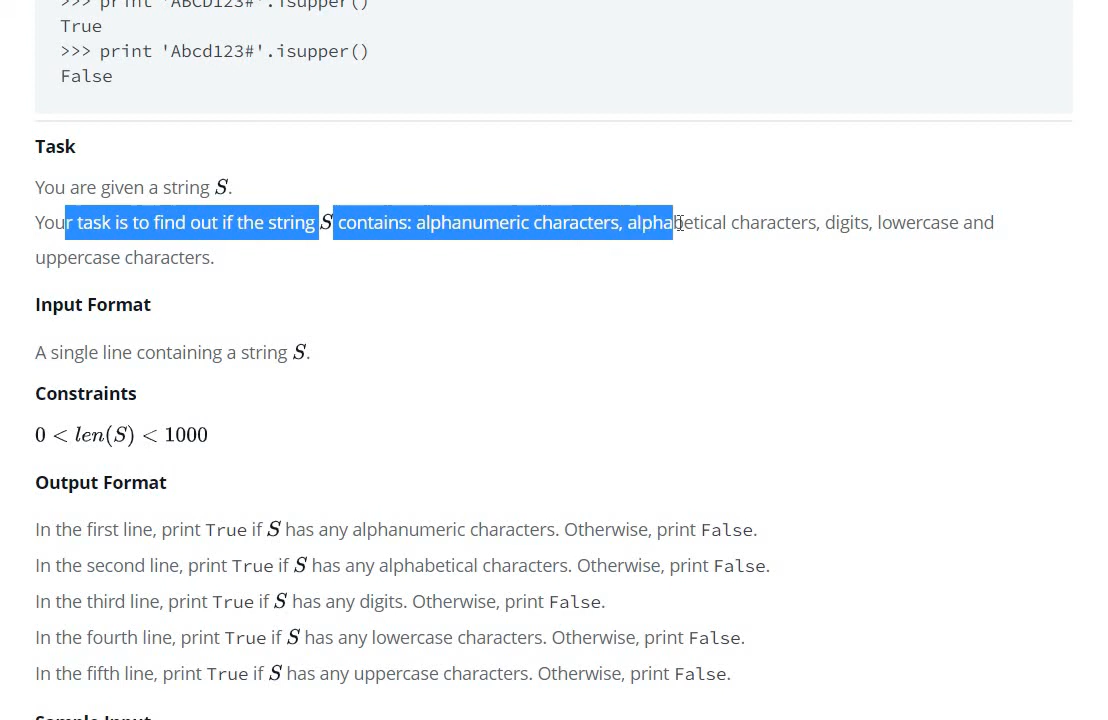 >>> print 'ABCD123#'.isupper()
True
>>> print 'Abcd123#'.isupper()
False
Task
You are given a string S.
Your task is to find out if the string S contains: alphanumeric characters, alphabetical characters, digits, lowercase and
uppercase characters.
Input Format
A single line containing a string S.
Constraints
0 < len(S) < 1000
Output Format
In the first line, print True if S has any alphanumeric characters. Otherwise, print False.
In the second line, print True if S has any alphabetical characters. Otherwise, print False.
In the third line, print True if S has any digits. Otherwise, print False.
In the fourth line, print True if S has any lowercase characters. Otherwise, print False.
In the fifth line, print True if S has any uppercase characters. Otherwise, print False.
Sample Input